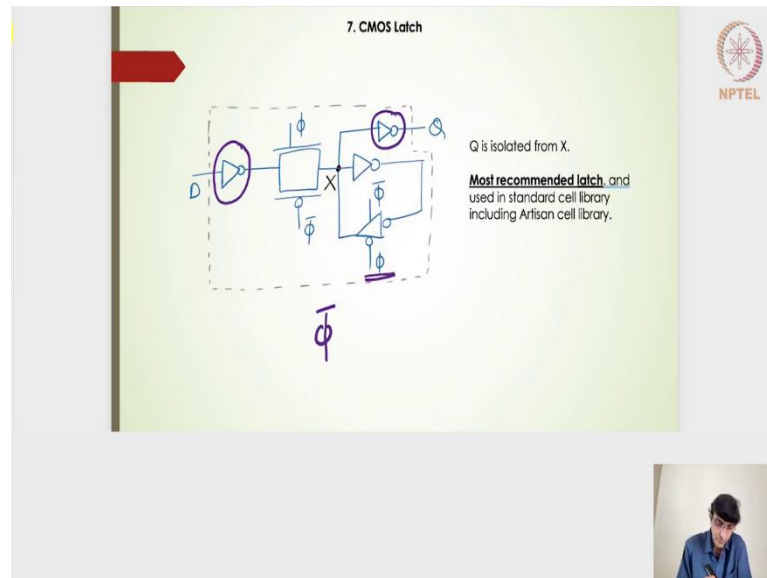 7. CMOS Latch
NPTEL
ϕ
Q
D
X
ϕ̅
ϕ̅
ϕ
ϕ̅
Q is isolated from X.
Most recommended latch, and
used in standard cell library
including Artisan cell library.